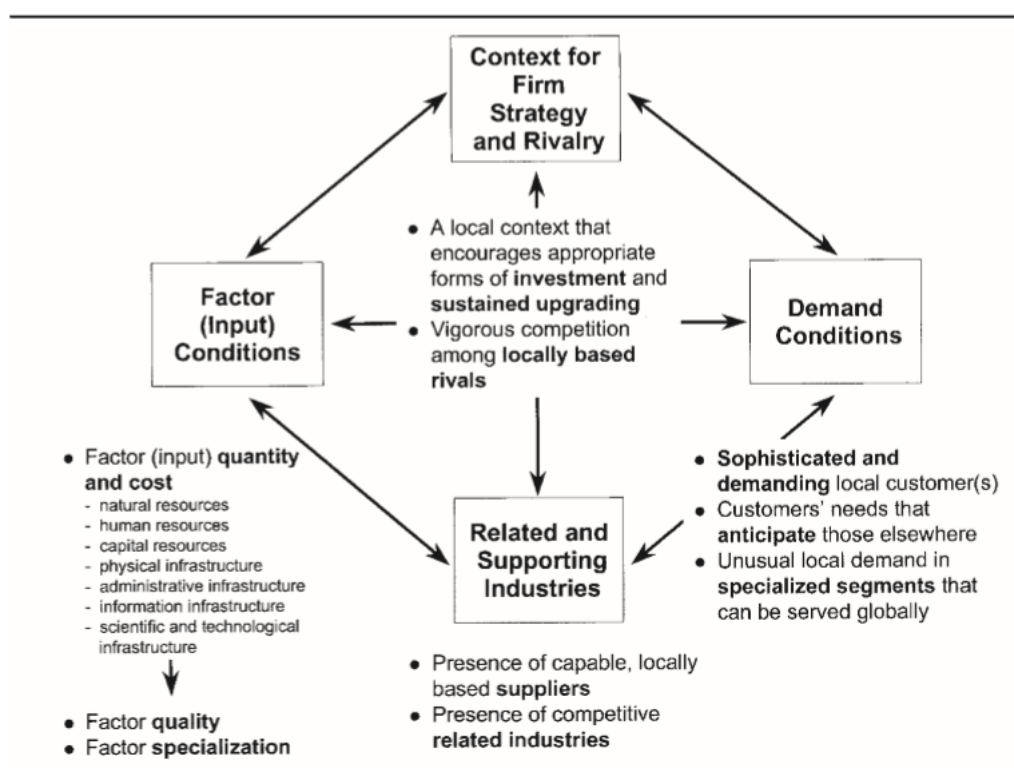 Context for
Firm
Strategy
and Rivalry
● A local context that
encourages appropriate
forms of investment and
sustained upgrading
● Vigorous competition
among locally based
rivals
Factor
(Input)
Conditions
Demand
Conditions
● Factor (input) quantity
and cost
- natural resources
- human resources
- capital resources
- physical infrastructure
- administrative infrastructure
- information infrastructure
- scientific and technological
infrastructure
● Factor quality
● Factor specialization
Related and
Supporting
Industries
● Presence of capable, locally
based suppliers
● Presence of competitive
related industries
● Sophisticated and
demanding local customer(s)
● Customers' needs that
anticipate those elsewhere
● Unusual local demand in
specialized segments that
can be served globally